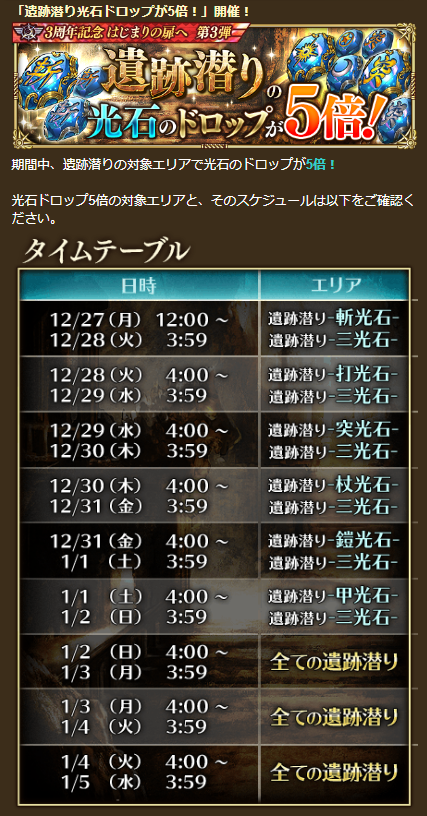 「遺跡潜り光石ドロップが5倍！」開催！
3周年記念 はじまりの扉へ 第3弾
遺跡潜りの
光石のドロップが5倍!
期間中、遺跡潜りの対象エリアで光石のドロップが5倍！
光石ドロップ5倍の対象エリアと、そのスケジュールは以下をご確認く
ださい。
タイムテーブル
日時 エリア
12/27（月） 12:00 ～ 遺跡潜り-斬光石-
12/28（火） 3:59 遺跡潜り-三光石-
12/28（火） 4:00 ～ 遺跡潜り-打光石-
12/29（水） 3:59 遺跡潜り-三光石-
12/29（水） 4:00 ～ 遺跡潜り-突光石-
12/30（木） 3:59 遺跡潜り-三光石-
12/30（木） 4:00 ～ 遺跡潜り-杖光石-
12/31（金） 3:59 遺跡潜り-三光石-
12/31（金） 4:00 ～ 遺跡潜り-鎧光石-
1/1 （土） 3:59 遺跡潜り-三光石-
1/1 （土） 4:00 ～ 遺跡潜り-甲光石-
1/2 （日） 3:59 遺跡潜り-三光石-
1/2 （日） 4:00 ～
1/3 （月） 3:59 全ての遺跡潜り
1/3 （月） 4:00 ～
1/4 （火） 3:59 全ての遺跡潜り
1/4 （火） 4:00 ～
1/5 （水） 3:59 全ての遺跡潜り